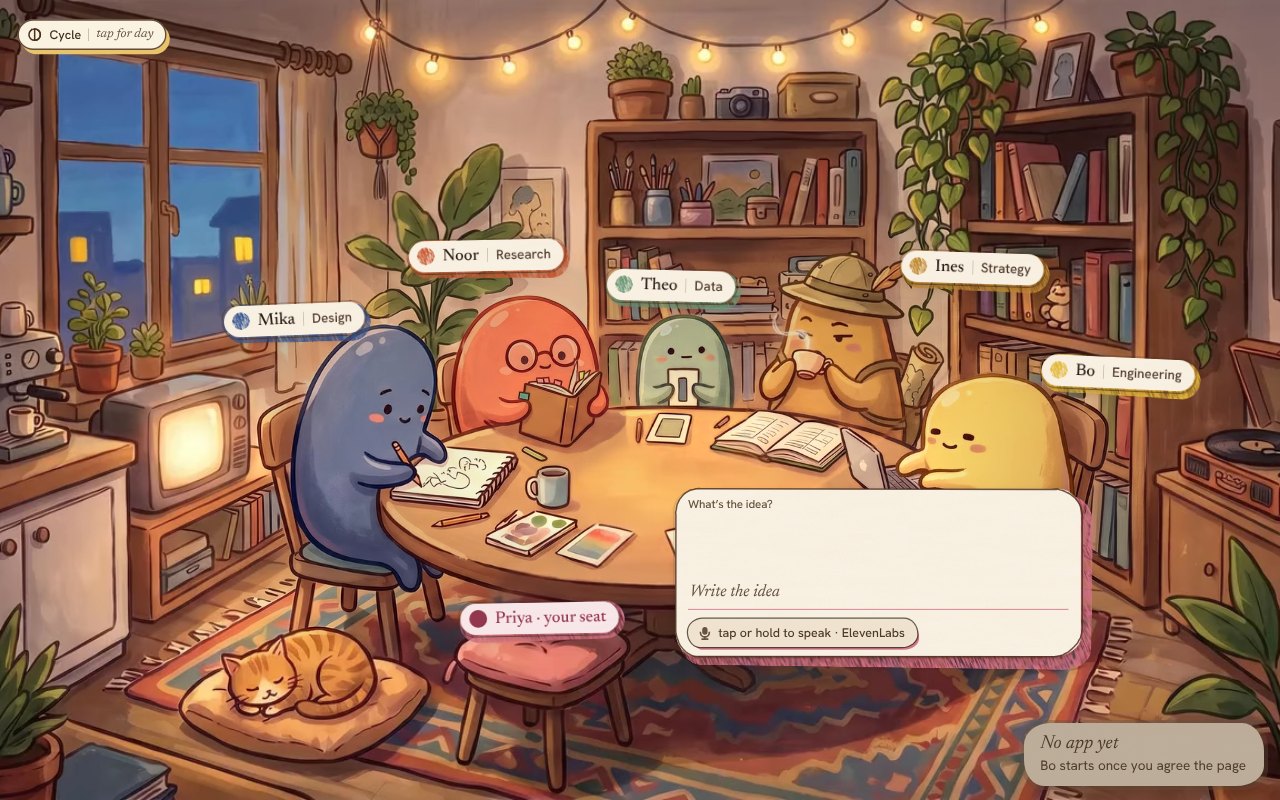 Cycle | tap for day
Noor | Research
Ines | Strategy
Theo | Data
Mika | Design
Bo | Engineering
What's the idea?
Write the idea
Priya · your seat
tap or hold to speak · ElevenLabs
No app yet
Bo starts once you agree the page